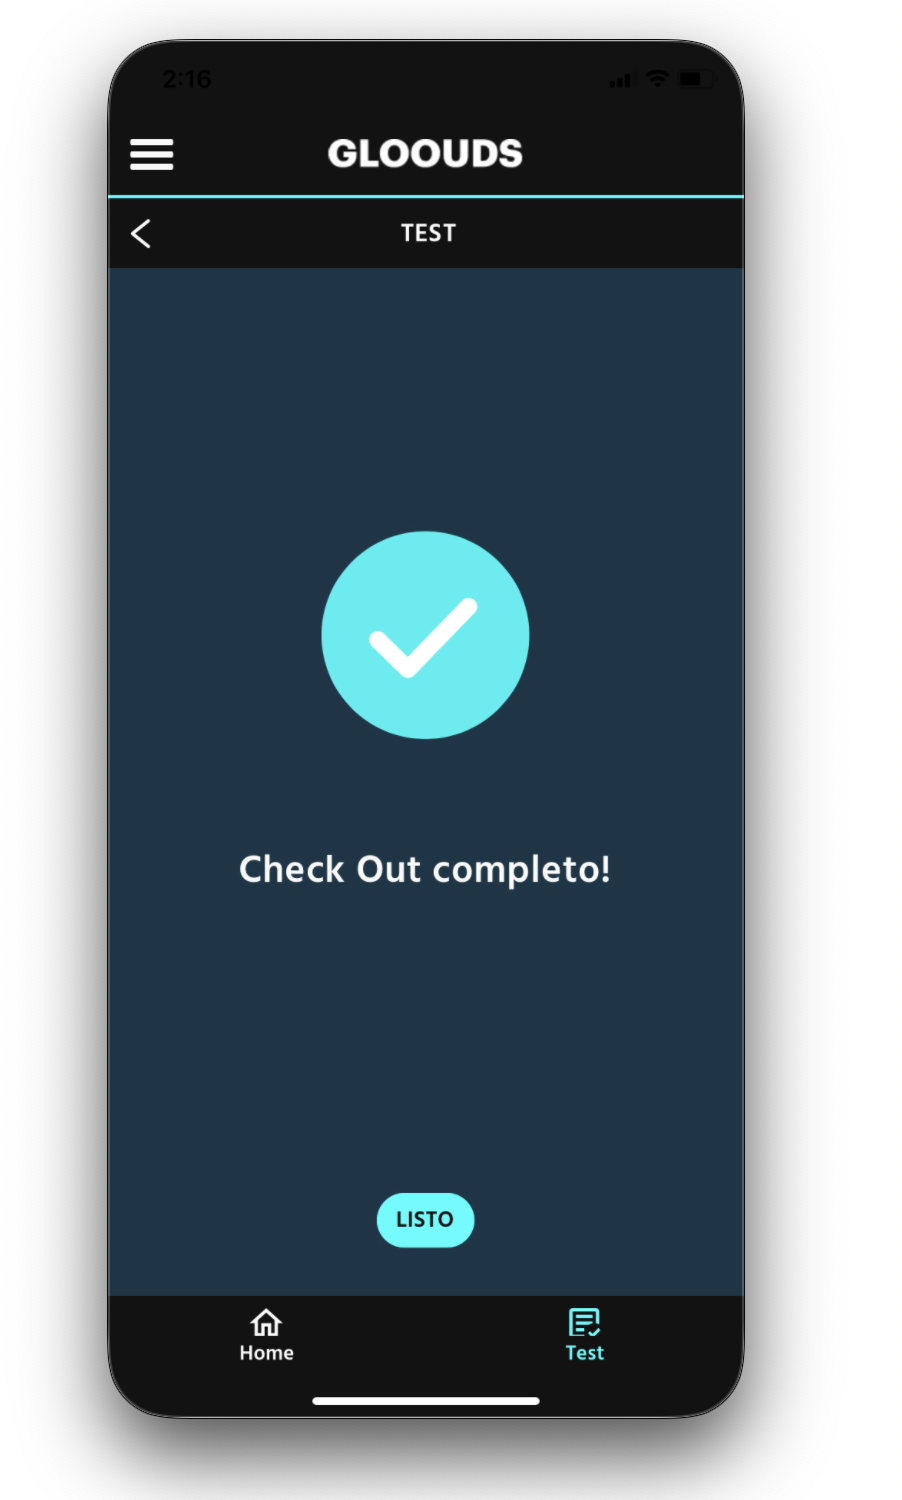 2:16
GLOOUDS
TEST
Check Out completo!
LISTO
Home
Test